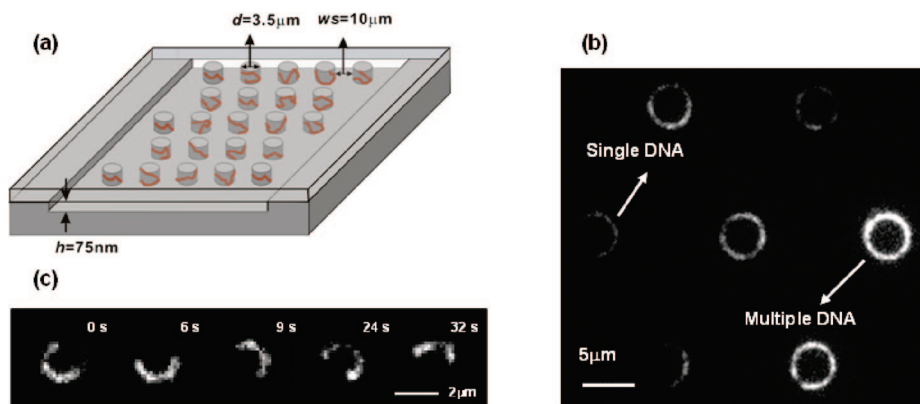 (a)
d=3.5μm
ws=10μm
h=75nm
(b)
Single DNA
Multiple DNA
5μm
(c)
0 s
6 s
9 s
24 s
32 s
2μm